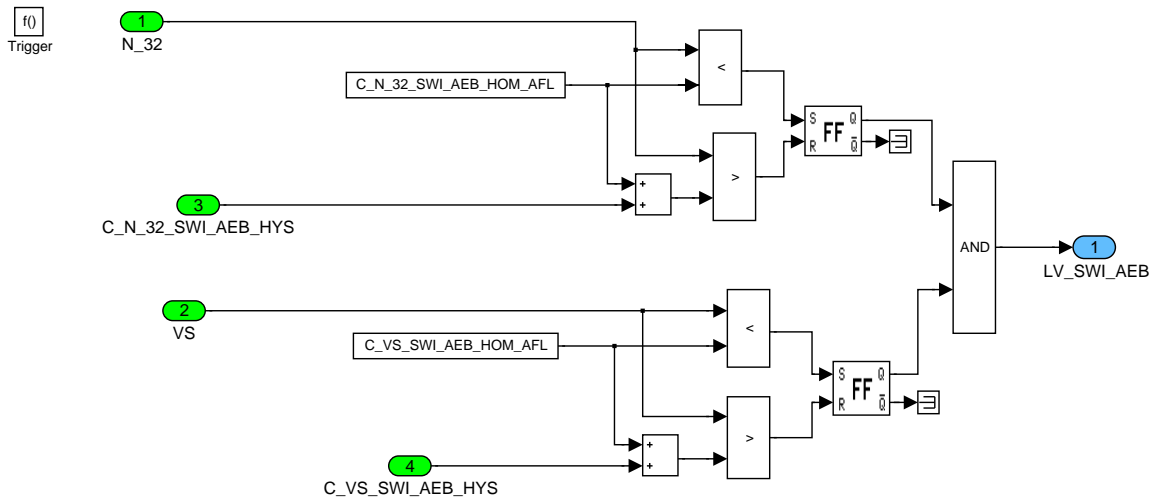 f()
Trigger
1
N_32
C_N_32_SWI_AEB_HOM_AFL
<
S
R
FF
Q
Q̅
>
+
+
3
C_N_32_SWI_AEB_HYS
AND
1
LV_SWI_AEB
2
VS
C_VS_SWI_AEB_HOM_AFL
<
S
R
FF
Q
Q̅
>
+
+
4
C_VS_SWI_AEB_HYS